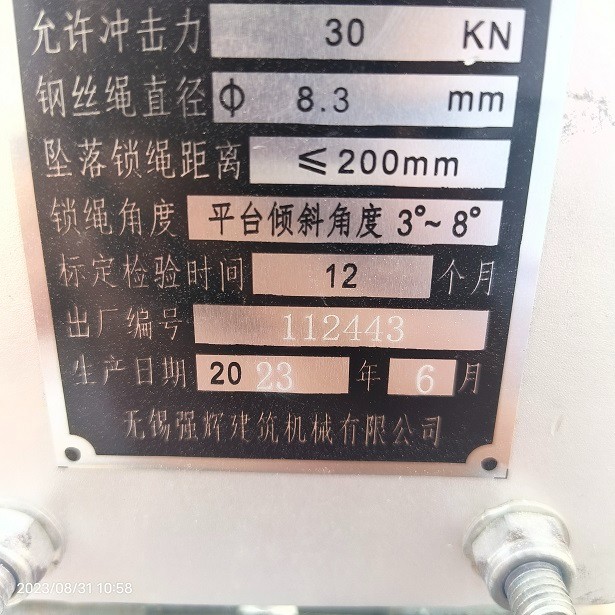 允许冲击力 30 KN
钢丝绳直径 Φ 8.3 mm
坠落锁绳距离 ≤200mm
锁绳角度 平台倾斜角度 3°~8°
标定检验时间 12 个月
出厂编号 112443
生产日期 2023 年 6 月
无锡强辉建筑机械有限公司
2023/08/31 10:58